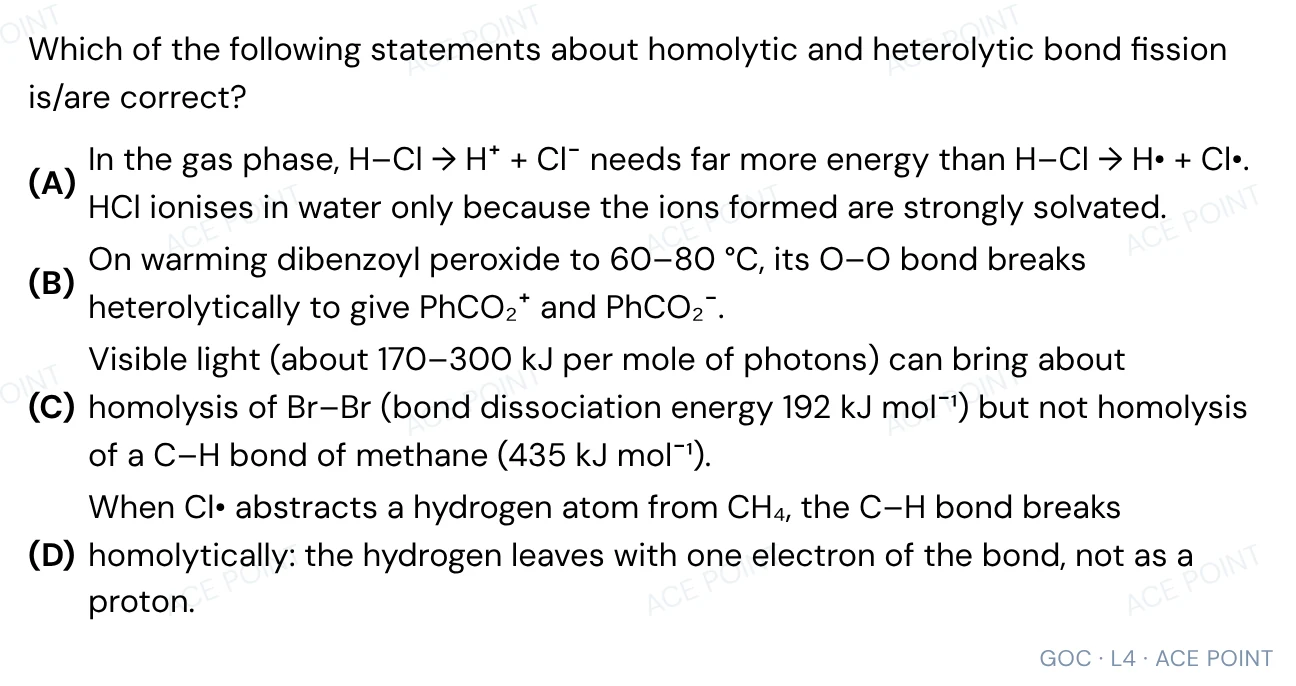 Which of the following statements about homolytic and heterolytic bond fission
is/are correct?
(A) In the gas phase, H–Cl → H⁺ + Cl⁻ needs far more energy than H–Cl → H• + Cl•.
HCl ionises in water only because the ions formed are strongly solvated.
(B) On warming dibenzoyl peroxide to 60–80 °C, its O–O bond breaks
heterolytically to give PhCO₂⁺ and PhCO₂⁻.
(C) Visible light (about 170–300 kJ per mole of photons) can bring about
homolysis of Br–Br (bond dissociation energy 192 kJ mol⁻¹) but not homolysis
of a C–H bond of methane (435 kJ mol⁻¹).
(D) When Cl• abstracts a hydrogen atom from CH₄, the C–H bond breaks
homolytically: the hydrogen leaves with one electron of the bond, not as a
proton.
GOC · L4 · ACE POINT